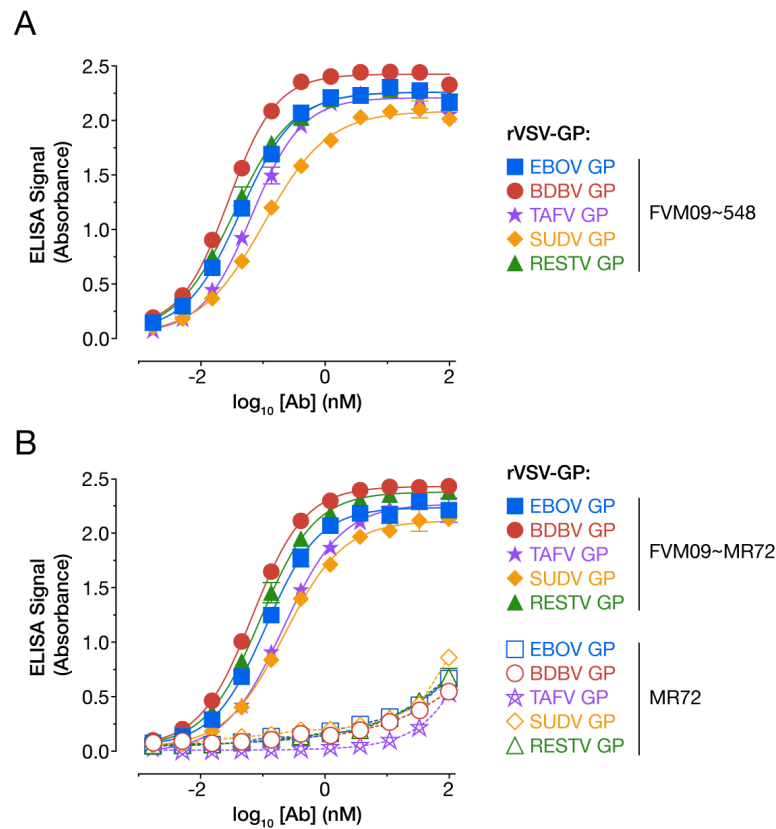 A
2.5
2.0
1.5
1.0
0.5
0.0
ELISA Signal
(Absorbance)
-2
0
2
log10 [Ab] (nM)
rVSV-GP:
EBOV GP
BDBV GP
TAFV GP
SUDV GP
RESTV GP
FVM09~548
B
2.5
2.0
1.5
1.0
0.5
0.0
ELISA Signal
(Absorbance)
-2
0
2
log10 [Ab] (nM)
rVSV-GP:
EBOV GP
BDBV GP
TAFV GP
SUDV GP
RESTV GP
FVM09~MR72
EBOV GP
BDBV GP
TAFV GP
SUDV GP
RESTV GP
MR72